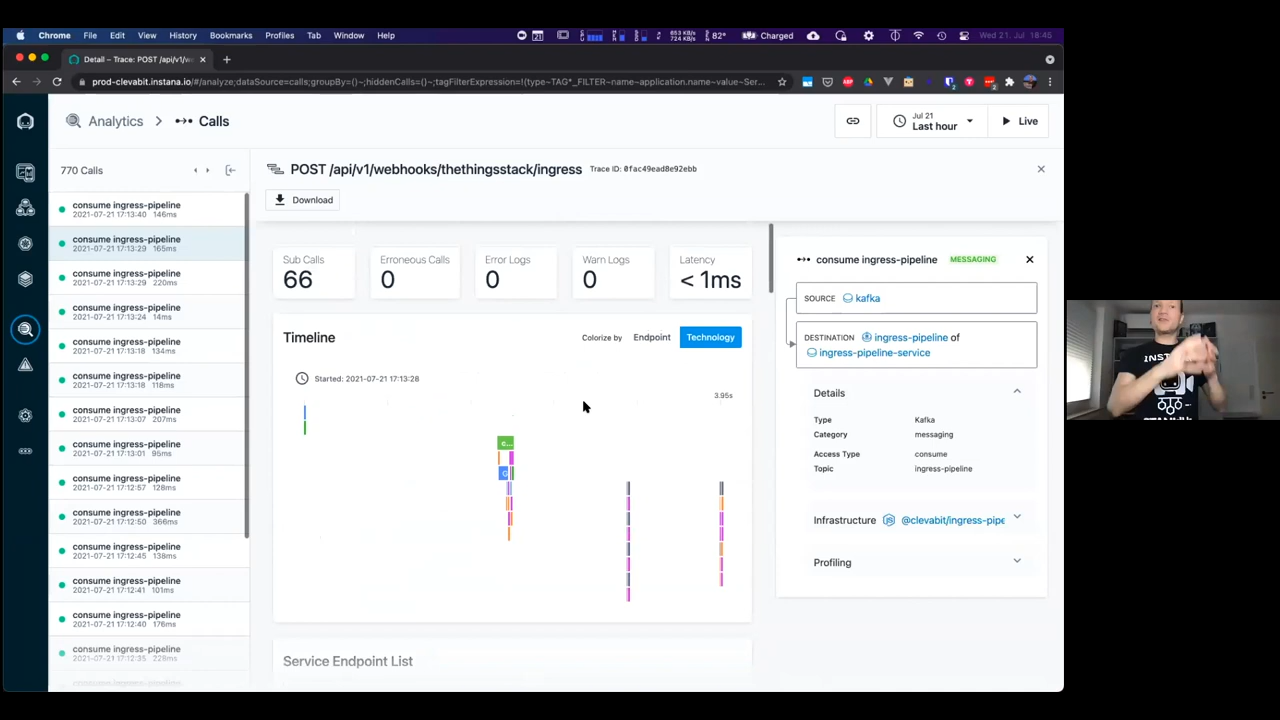 Chrome File Edit View History Bookmarks Profiles Tab Window Help
653 KB/s
724 KB/s
82° Charged Wed 21. Jul 16:45
Detail – Trace: POST /api/v1/w
prod-clevabit.instana.io/#/analyze;dataSource=calls;groupBy=()~;hiddenCalls=()~;tagFilterExpression=!(type~TAG*_FILTER~name~application.name~value~Ser...
Analytics > Calls
Jul 21
Last hour
Live
770 Calls
POST /api/v1/webhooks/thethingsstack/ingress Trace ID: 0fac49ead8e92ebb
Download
consume ingress-pipeline
2021-07-21 17:13:40 146ms
consume ingress-pipeline
2021-07-21 17:13:29 165ms
consume ingress-pipeline
2021-07-21 17:13:29 220ms
consume ingress-pipeline
2021-07-21 17:13:24 14ms
consume ingress-pipeline
2021-07-21 17:13:18 134ms
consume ingress-pipeline
2021-07-21 17:13:18 118ms
consume ingress-pipeline
2021-07-21 17:13:07 207ms
consume ingress-pipeline
2021-07-21 17:13:01 95ms
consume ingress-pipeline
2021-07-21 17:12:57 128ms
consume ingress-pipeline
2021-07-21 17:12:50 366ms
consume ingress-pipeline
2021-07-21 17:12:45 138ms
consume ingress-pipeline
2021-07-21 17:12:41 101ms
consume ingress-pipeline
2021-07-21 17:12:40 176ms
consume ingress-pipeline
2021-07-21 17:12:35 228ms
Sub Calls
66
Erroneous Calls
0
Error Logs
0
Warn Logs
0
Latency
< 1ms
Timeline
Colorize by Endpoint Technology
Started: 2021-07-21 17:13:28
3.95s
c...
Service Endpoint List
consume ingress-pipeline MESSAGING
SOURCE kafka
DESTINATION ingress-pipeline of
ingress-pipeline-service
Details
Type Kafka
Category messaging
Access Type consume
Topic ingress-pipeline
Infrastructure @clevabit/ingress-pipe
Profiling